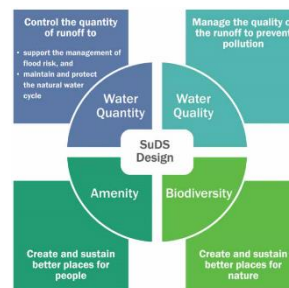 Control the quantity
of runoff to
• support the management of
flood risk, and
• maintain and protect
the natural water
cycle
Manage the quality of
the runoff to prevent
pollution
Water
Quantity
Water
Quality
SuDS
Design
Amenity
Biodiversity
Create and sustain
better places for
people
Create and sustain
better places for
nature